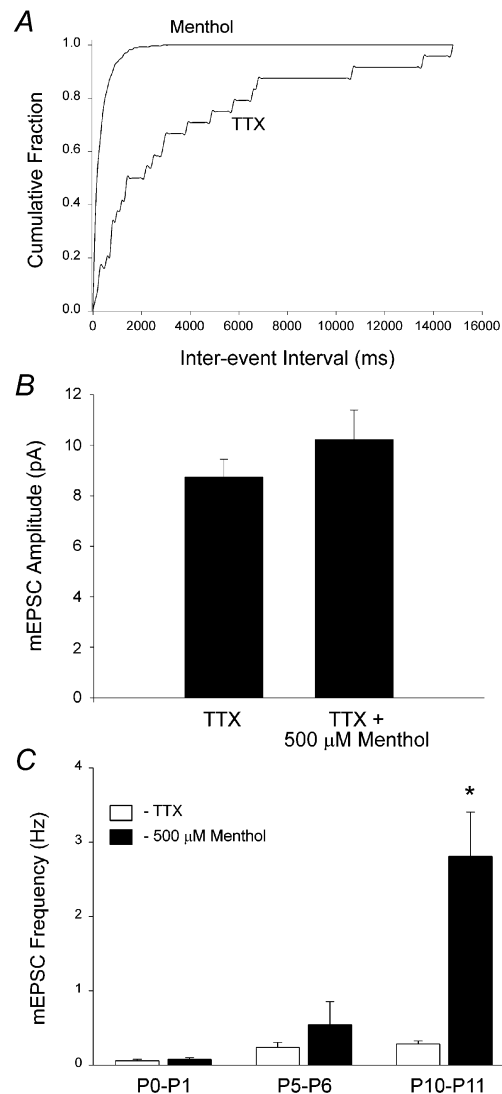 A
Menthol
TTX
Cumulative Fraction
1.0
0.8
0.6
0.4
0.2
0.0
0 2000 4000 6000 8000 10000 12000 14000 16000
Inter-event Interval (ms)
B
mEPSC Amplitude (pA)
12
10
8
6
4
2
0
TTX
TTX +
500 µM Menthol
C
mEPSC Frequency (Hz)
4
3
2
1
0
- TTX
- 500 µM Menthol
*
P0-P1 P5-P6 P10-P11